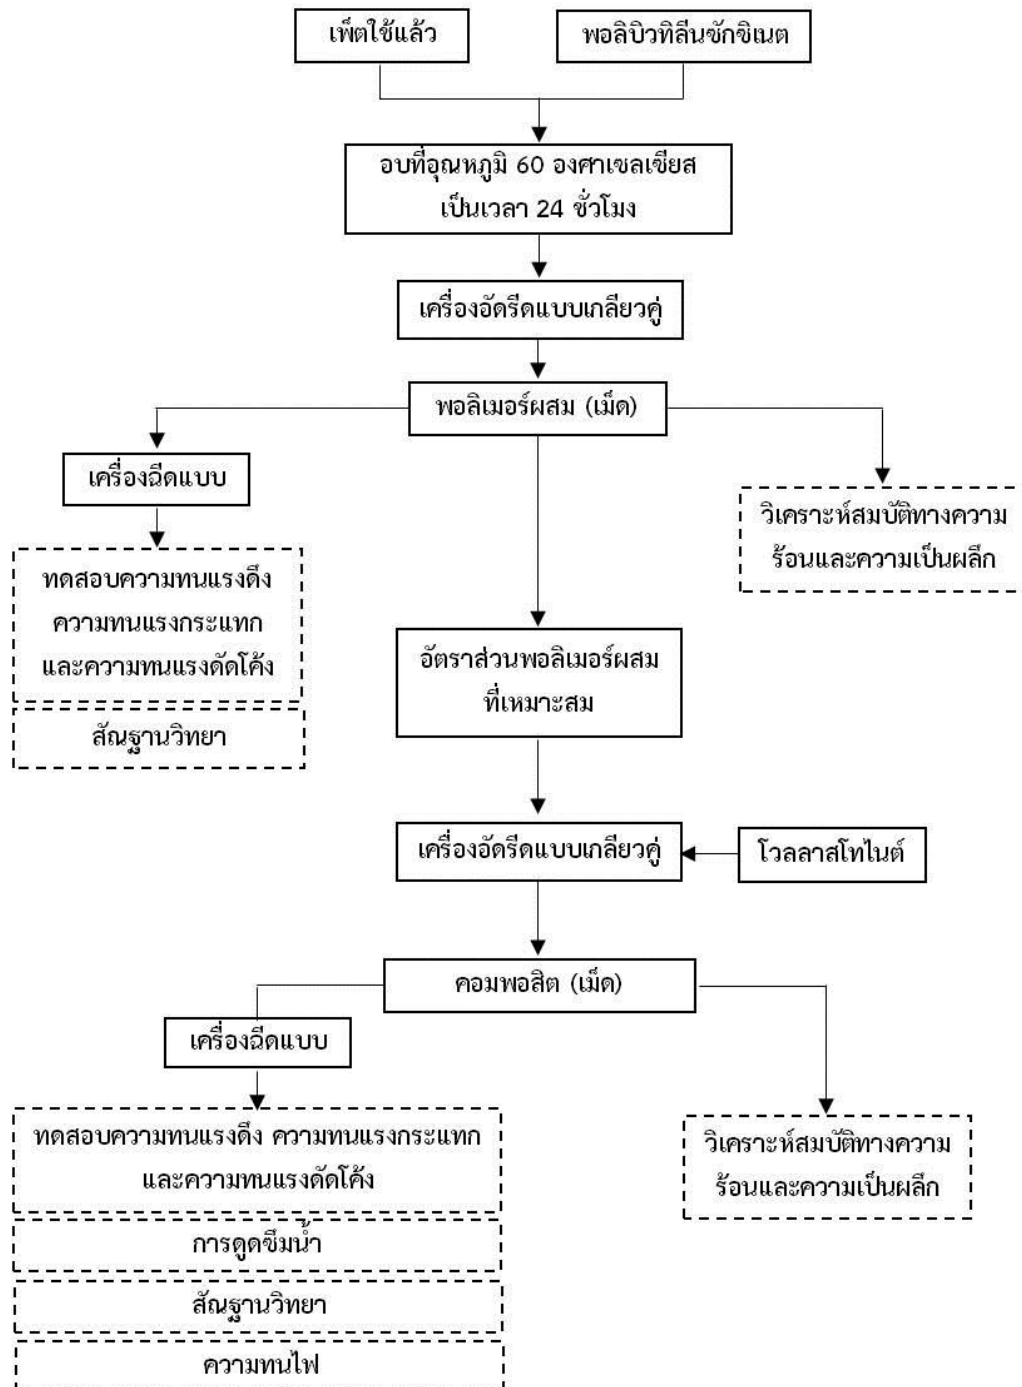 เพ็ตใช้แล้ว
พอลิบิวทิลีนซักซิเนต
อบที่อุณหภูมิ 60 องศาเซลเซียส
เป็นเวลา 24 ชั่วโมง
เครื่องอัดรีดแบบเกลียวคู่
พอลิเมอร์ผสม (เม็ด)
เครื่องฉีดแบบ
วิเคราะห์สมบัติทางความ
ร้อนและความเป็นผลึก
ทดสอบความทนแรงดึง
ความทนแรงกระแทก
และความทนแรงดัดโค้ง
สัณฐานวิทยา
อัตราส่วนพอลิเมอร์ผสม
ที่เหมาะสม
เครื่องอัดรีดแบบเกลียวคู่
โวลลาสโทไนต์
คอมพอสิต (เม็ด)
เครื่องฉีดแบบ
ทดสอบความทนแรงดึง ความทนแรงกระแทก
และความทนแรงดัดโค้ง
วิเคราะห์สมบัติทางความ
ร้อนและความเป็นผลึก
การดูดซึมน้ำ
สัณฐานวิทยา
ความทนไฟ